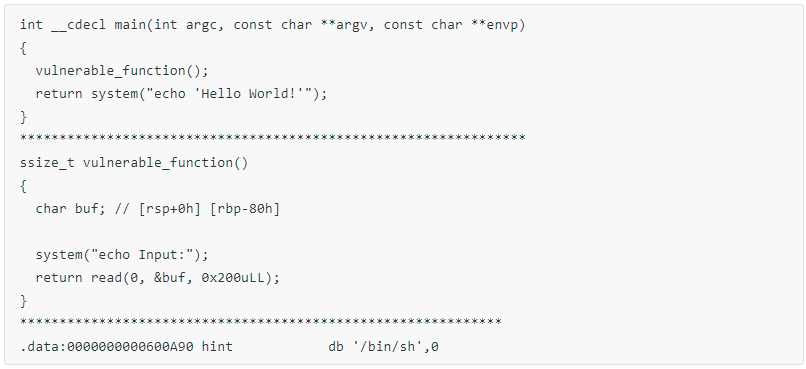 int __cdecl main(int argc, const char **argv, const char **envp)
{
  vulnerable_function();
  return system("echo 'Hello World!'");
}
****************************************************************
ssize_t vulnerable_function()
{
  char buf; // [rsp+0h] [rbp-80h]

  system("echo Input:");
  return read(0, &buf, 0x200uLL);
}
*************************************************************
.data:0000000000600A90 hint            db '/bin/sh',0